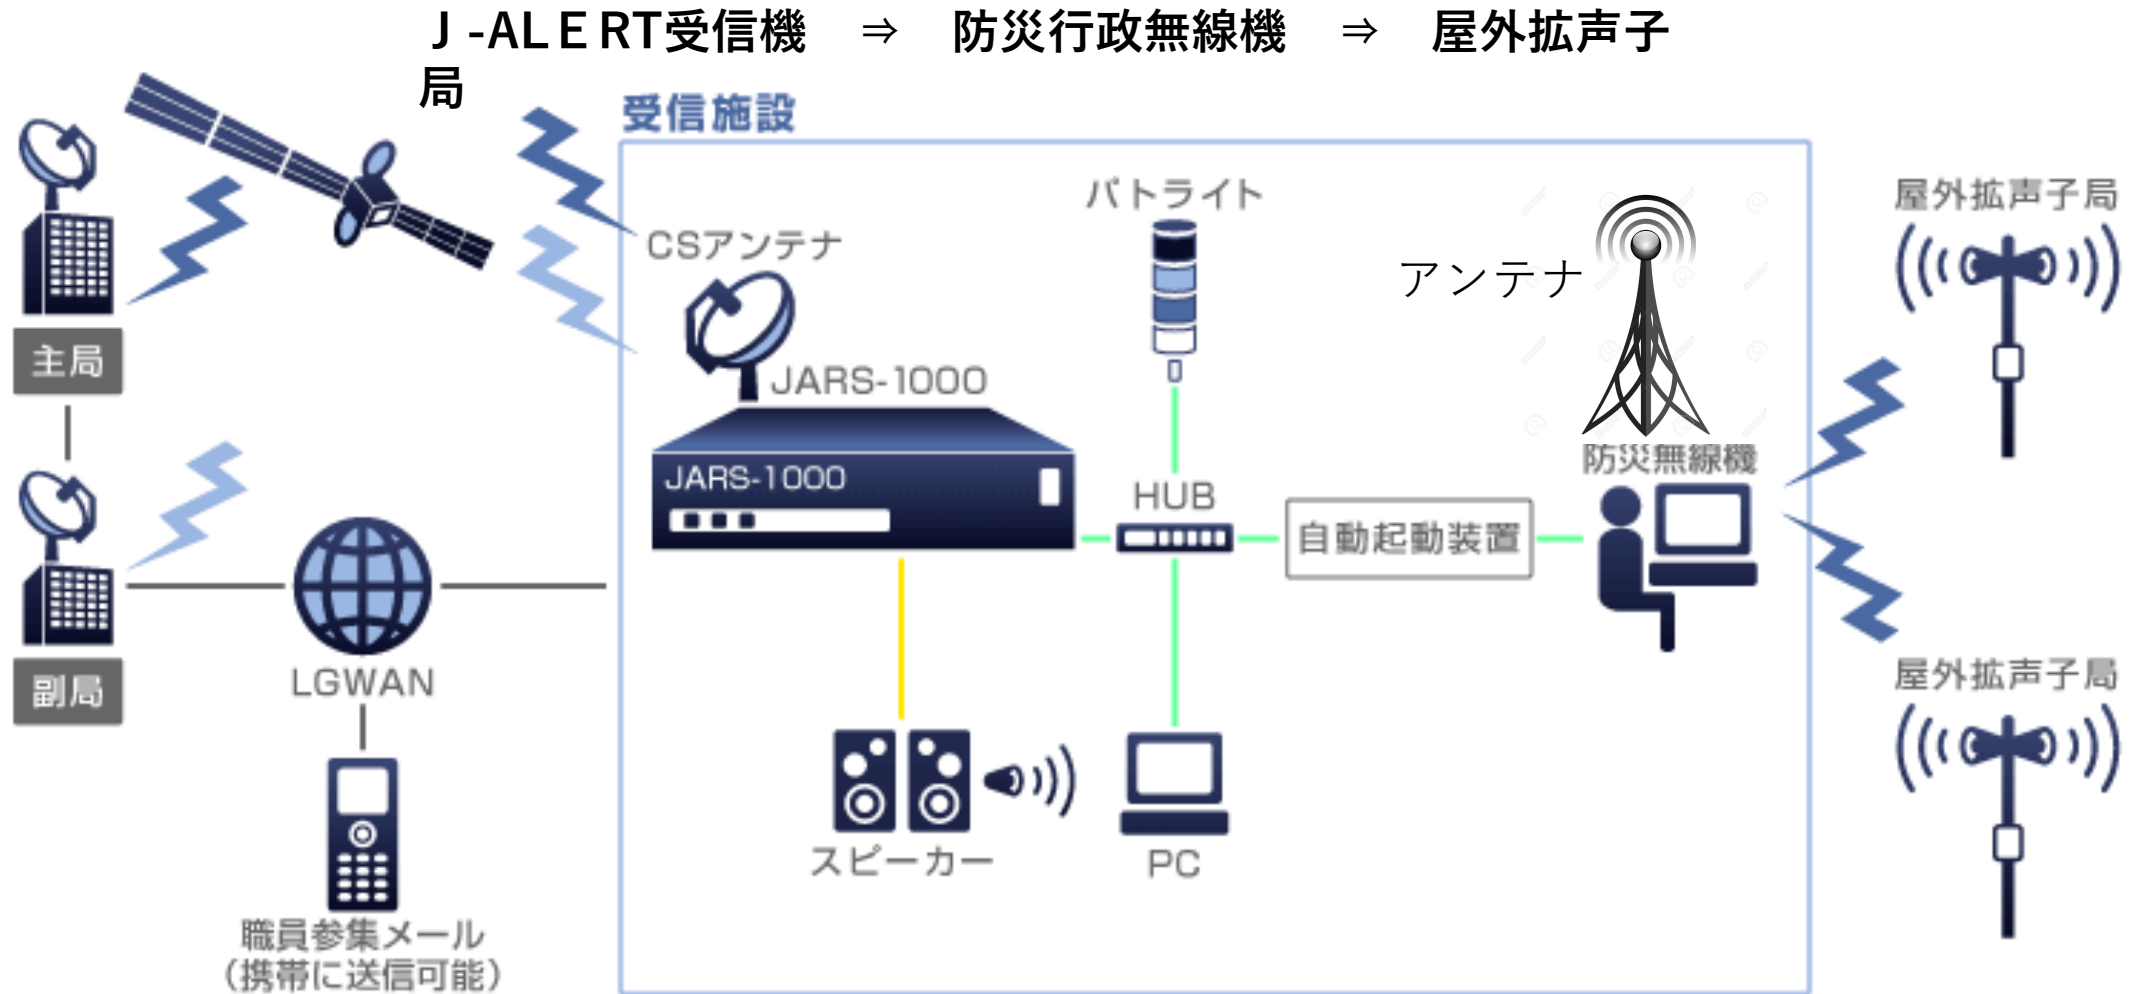 J-ALERT受信機　⇒　防災行政無線機　⇒　屋外拡声子
局
受信施設
パトライト
屋外拡声子局
CSアンテナ
アンテナ
主局
JARS-1000
JARS-1000
防災無線機
HUB
自動起動装置
LGWAN
副局
屋外拡声子局
スピーカー
PC
職員参集メール
（携帯に送信可能）